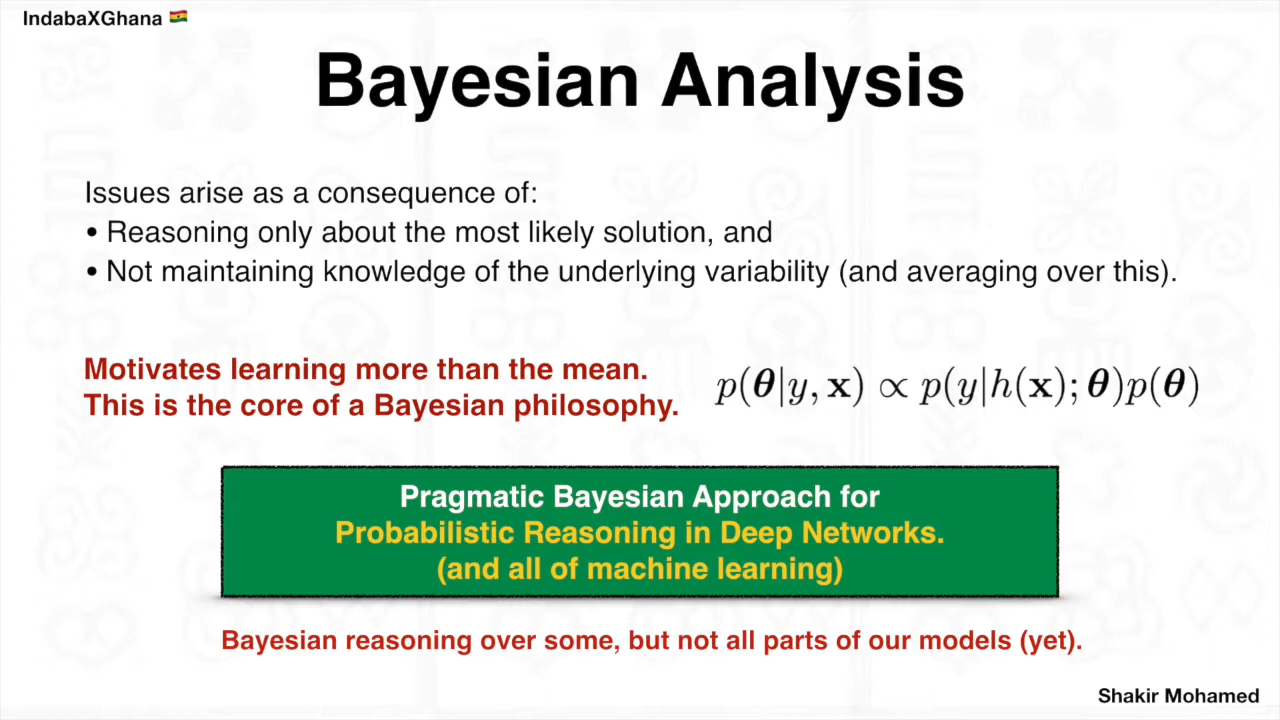 IndabaXGhana 🇬🇭
Bayesian Analysis
Issues arise as a consequence of:
• Reasoning only about the most likely solution, and
• Not maintaining knowledge of the underlying variability (and averaging over this).
Motivates learning more than the mean.
This is the core of a Bayesian philosophy.
p(𝜽|y, 𝐱) ∝ p(y|h(𝐱); 𝜽)p(𝜽)
Pragmatic Bayesian Approach for
Probabilistic Reasoning in Deep Networks.
(and all of machine learning)
Bayesian reasoning over some, but not all parts of our models (yet).
Shakir Mohamed